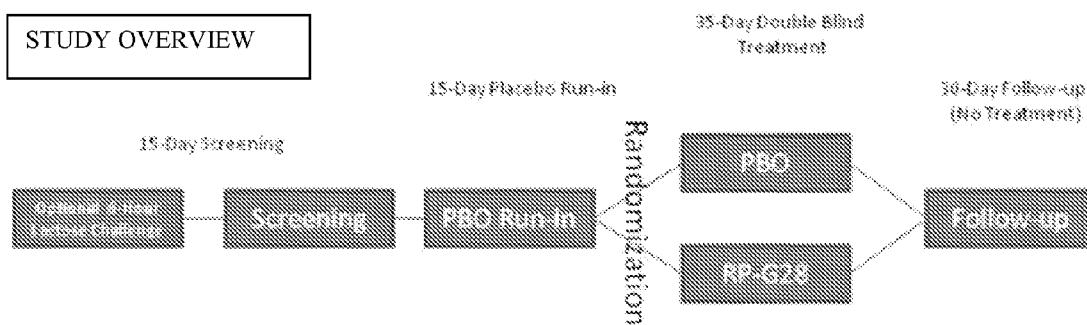 STUDY OVERVIEW
35-Day Double Blind
Treatment
15-Day Placebo Run-in
30-Day Follow-up
(No Treatment)
15-Day Screening
Randomization
Optional 6-Hour
Lactose Challenge
Screening
PBO Run-In
PBO
RP-G28
Follow-up